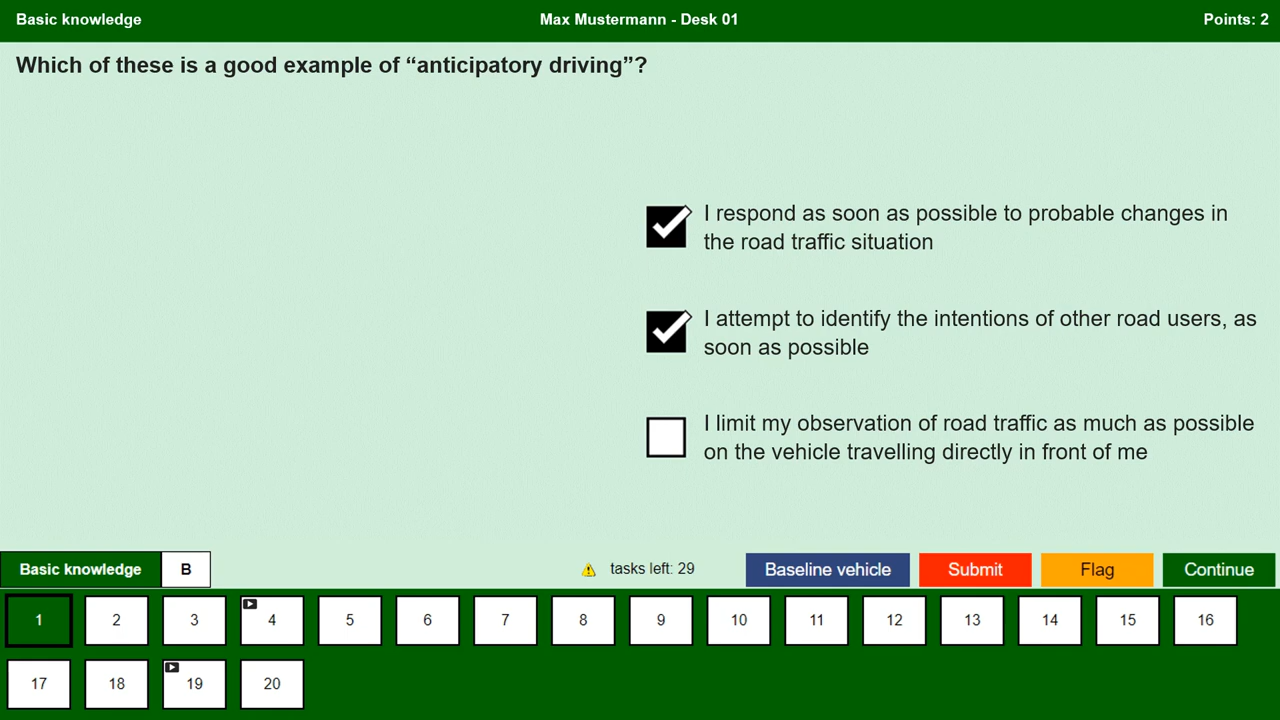 Basic knowledge
Max Mustermann - Desk 01
Points: 2
Which of these is a good example of “anticipatory driving”?
I respond as soon as possible to probable changes in
the road traffic situation
I attempt to identify the intentions of other road users, as
soon as possible
I limit my observation of road traffic as much as possible
on the vehicle travelling directly in front of me
Basic knowledge
B
tasks left: 29
Baseline vehicle
Submit
Flag
Continue
1 2 3 4 5 6 7 8 9 10 11 12 13 14 15 16
17 18 19 20